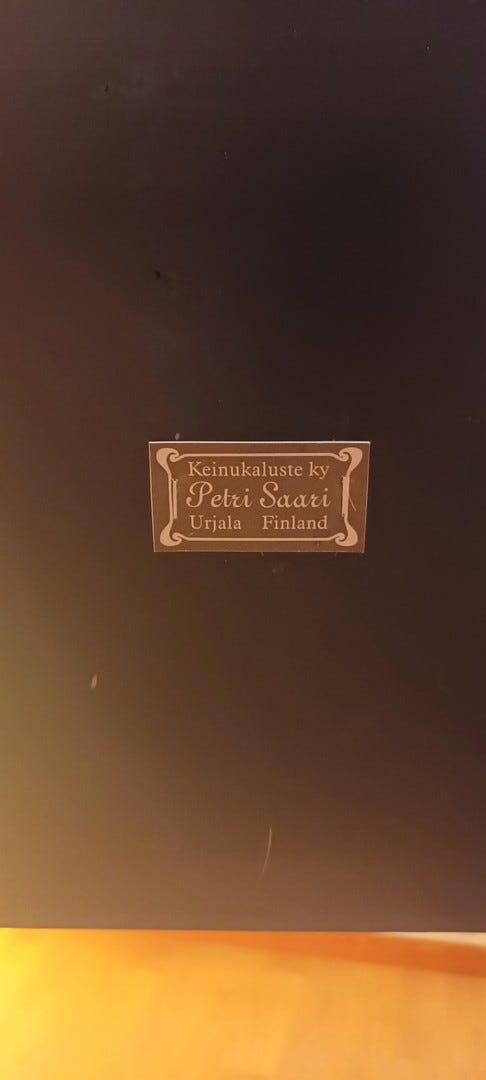 Keinukaluste ky
Petri Saari
Urjala Finland